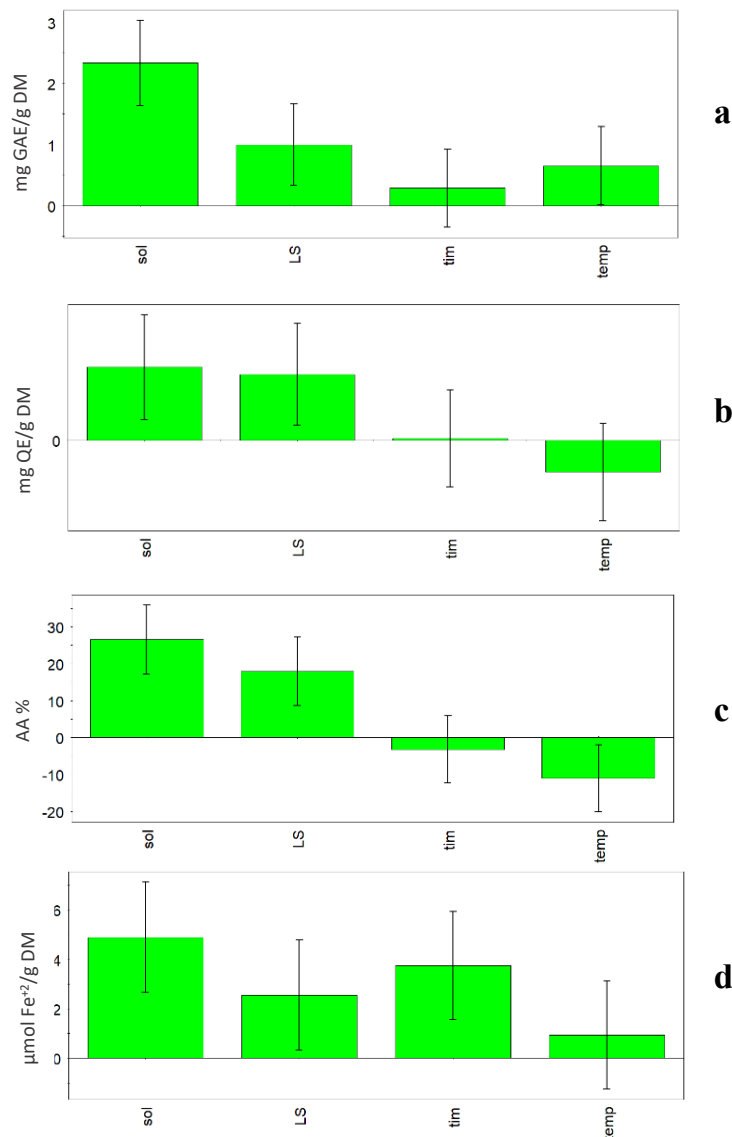 3
2
1
0
mg GAE/g DM
sol
LS
tim
temp
a
0
mg QE/g DM
sol
LS
tim
temp
b
30
20
10
0
-10
-20
AA %
sol
LS
tim
temp
c
6
4
2
0
µmol Fe⁺²/g DM
sol
LS
tim
temp
d